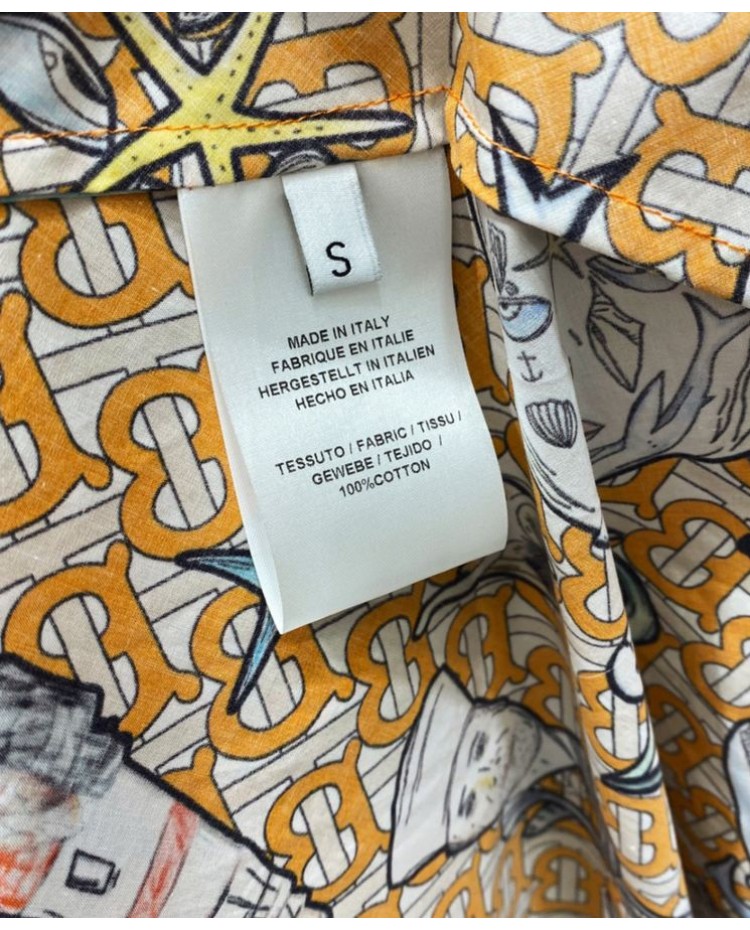 S
MADE IN ITALY
FABRIQUE EN ITALIE
HERGESTELLT IN ITALIEN
HECHO EN ITALIA
TESSUTO / FABRIC / TISSU /
GEWEBE / TEJIDO /
100%COTTON